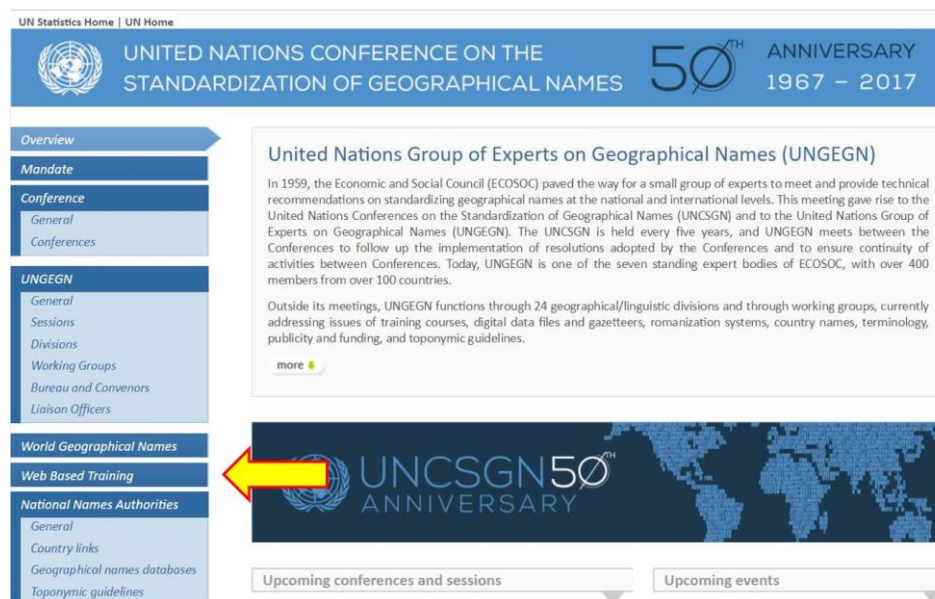 UN Statistics Home | UN Home
UNITED NATIONS CONFERENCE ON THE
STANDARDIZATION OF GEOGRAPHICAL NAMES
50TH
ANNIVERSARY
1967 – 2017
Overview
Mandate
Conference
General
Conferences
UNGEGN
General
Sessions
Divisions
Working Groups
Bureau and Convenors
Liaison Officers
World Geographical Names
Web Based Training
National Names Authorities
General
Country links
Geographical names databases
Toponymic guidelines
United Nations Group of Experts on Geographical Names (UNGEGN)
In 1959, the Economic and Social Council (ECOSOC) paved the way for a small group of experts to meet and provide technical
recommendations on standardizing geographical names at the national and international levels. This meeting gave rise to the
United Nations Conferences on the Standardization of Geographical Names (UNCSGN) and to the United Nations Group of
Experts on Geographical Names (UNGEGN). The UNCSGN is held every five years, and UNGEGN meets between the
Conferences to follow up the implementation of resolutions adopted by the Conferences and to ensure continuity of
activities between Conferences. Today, UNGEGN is one of the seven standing expert bodies of ECOSOC, with over 400
members from over 100 countries.
Outside its meetings, UNGEGN functions through 24 geographical/linguistic divisions and through working groups, currently
addressing issues of training courses, digital data files and gazetteers, romanization systems, country names, terminology,
publicity and funding, and toponymic guidelines.
more
UNCSGN50TH
ANNIVERSARY
Upcoming conferences and sessions
Upcoming events